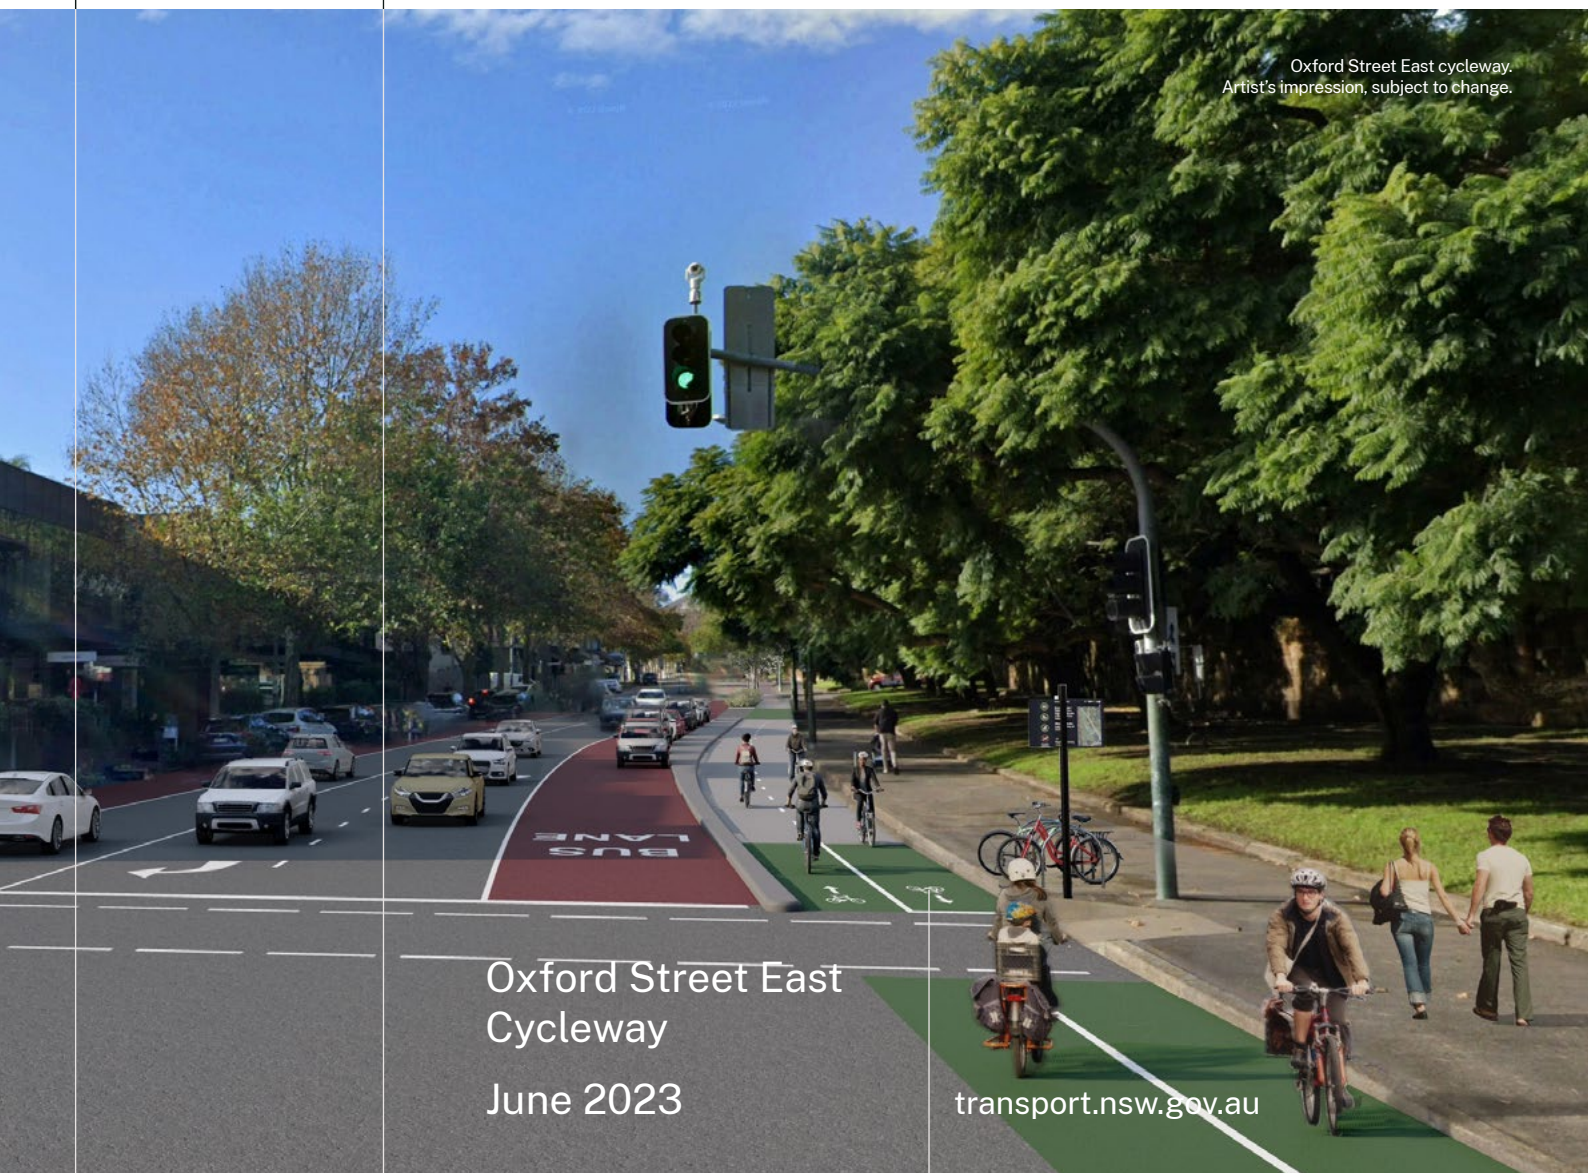 Oxford Street East cycleway.
Artist's impression, subject to change.
BUS
LANE
Oxford Street East
Cycleway
June 2023
transport.nsw.gov.au